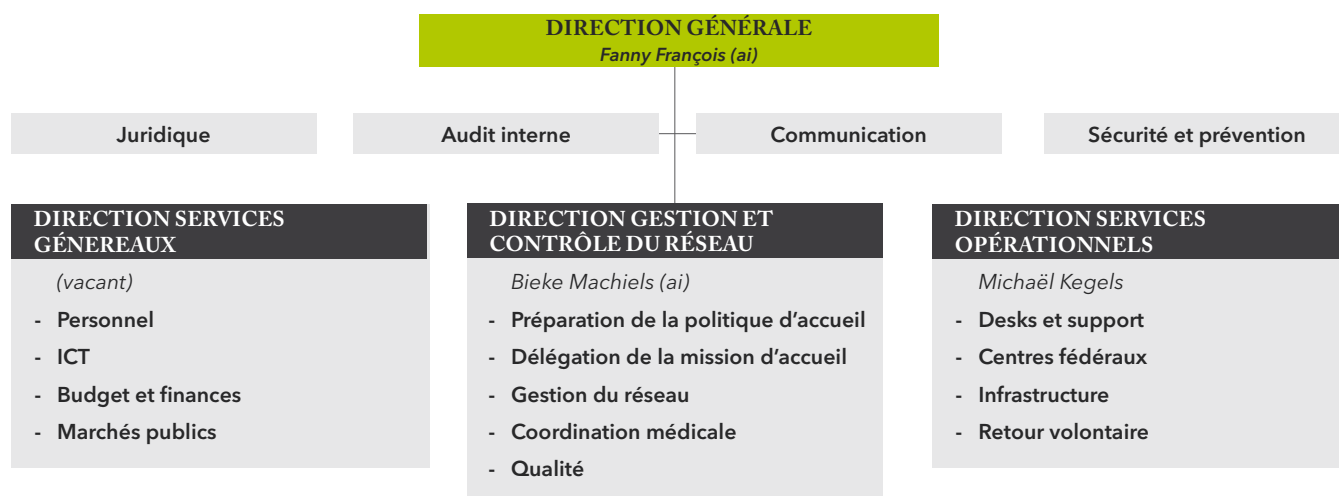 DIRECTION GÉNÉRALE
Fanny François (ai)
Juridique
Audit interne
Communication
Sécurité et prévention
DIRECTION SERVICES
GÉNEREAUX
(vacant)
- Personnel
- ICT
- Budget et finances
- Marchés publics
DIRECTION GESTION ET
CONTRÔLE DU RÉSEAU
Bieke Machiels (ai)
- Préparation de la politique d'accueil
- Délégation de la mission d'accueil
- Gestion du réseau
- Coordination médicale
- Qualité
DIRECTION SERVICES
OPÉRATIONNELS
Michaël Kegels
- Desks et support
- Centres fédéraux
- Infrastructure
- Retour volontaire